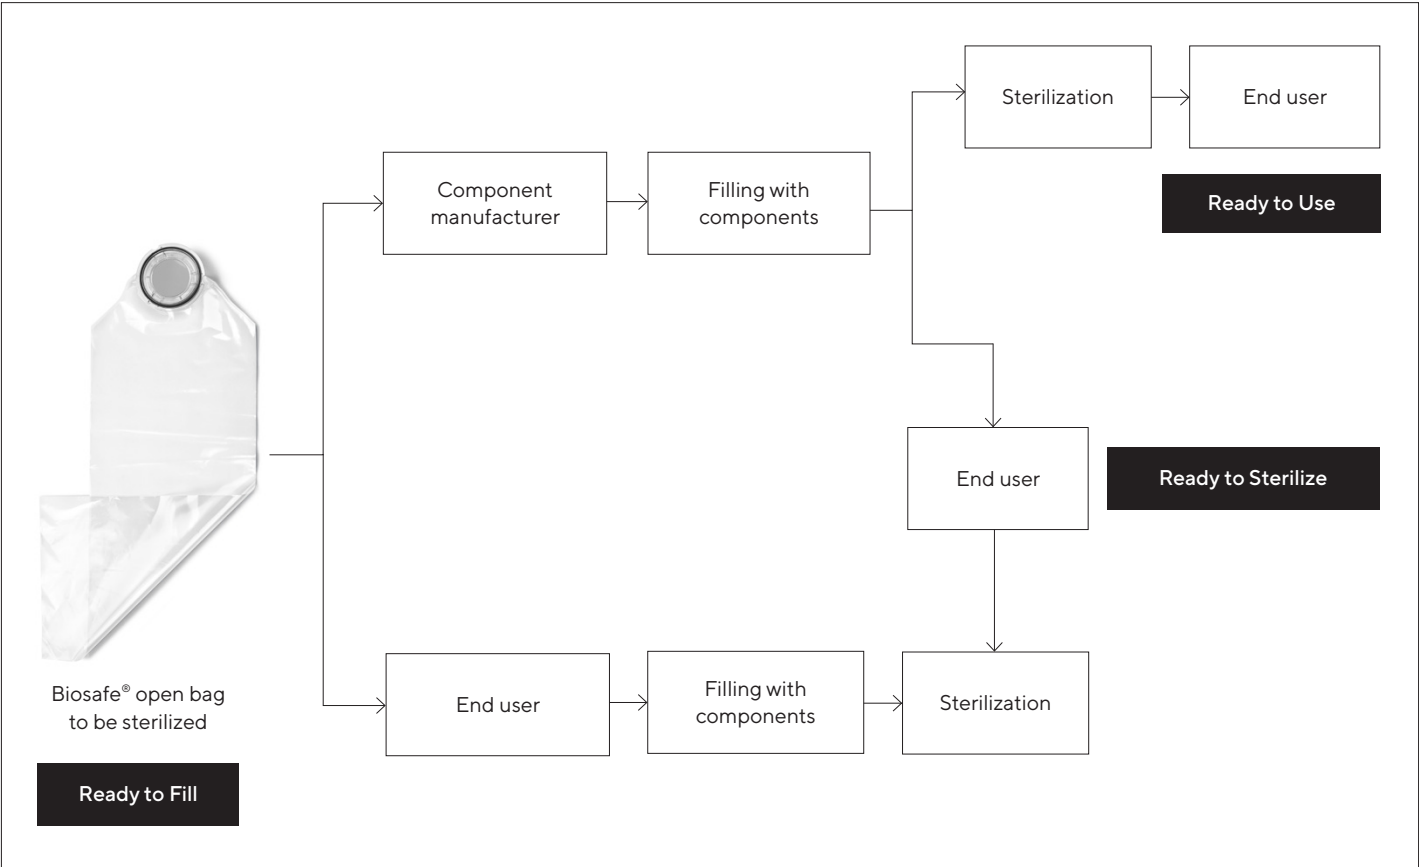 Sterilization
End user
Ready to Use
Component
manufacturer
Filling with
components
End user
Ready to Sterilize
Biosafe® open bag
to be sterilized
Ready to Fill
End user
Filling with
components
Sterilization